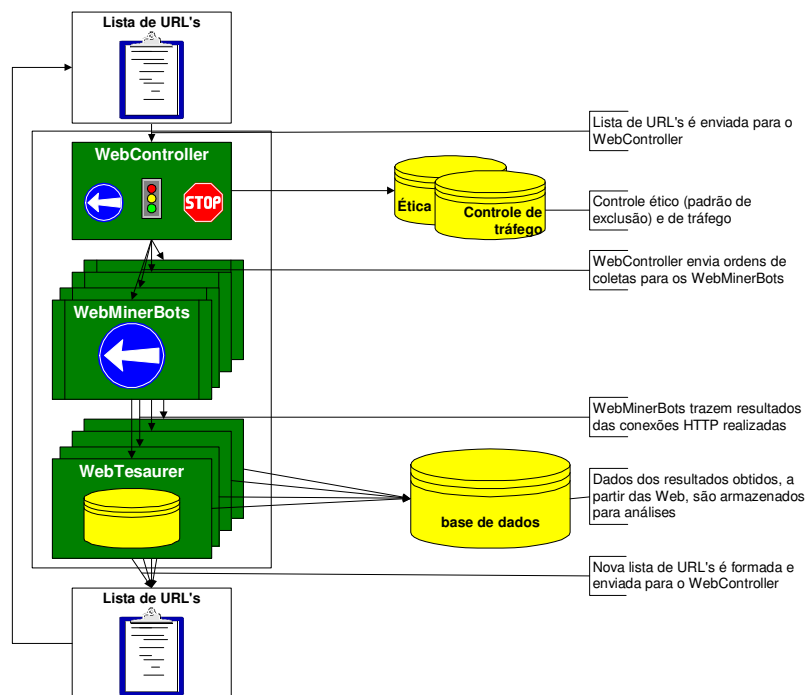 Lista de URL's
Lista de URL's é enviada para o
WebController
WebController
STOP
Ética
Controle de
tráfego
Controle ético (padrão de
exclusão) e de tráfego
WebController envia ordens de
coletas para os WebMinerBots
WebMinerBots
WebMinerBots trazem resultados
das conexões HTTP realizadas
WebTesaurer
base de dados
Dados dos resultados obtidos, a
partir das Web, são armazenados
para análises
Nova lista de URL's é formada e
enviada para o WebController
Lista de URL's